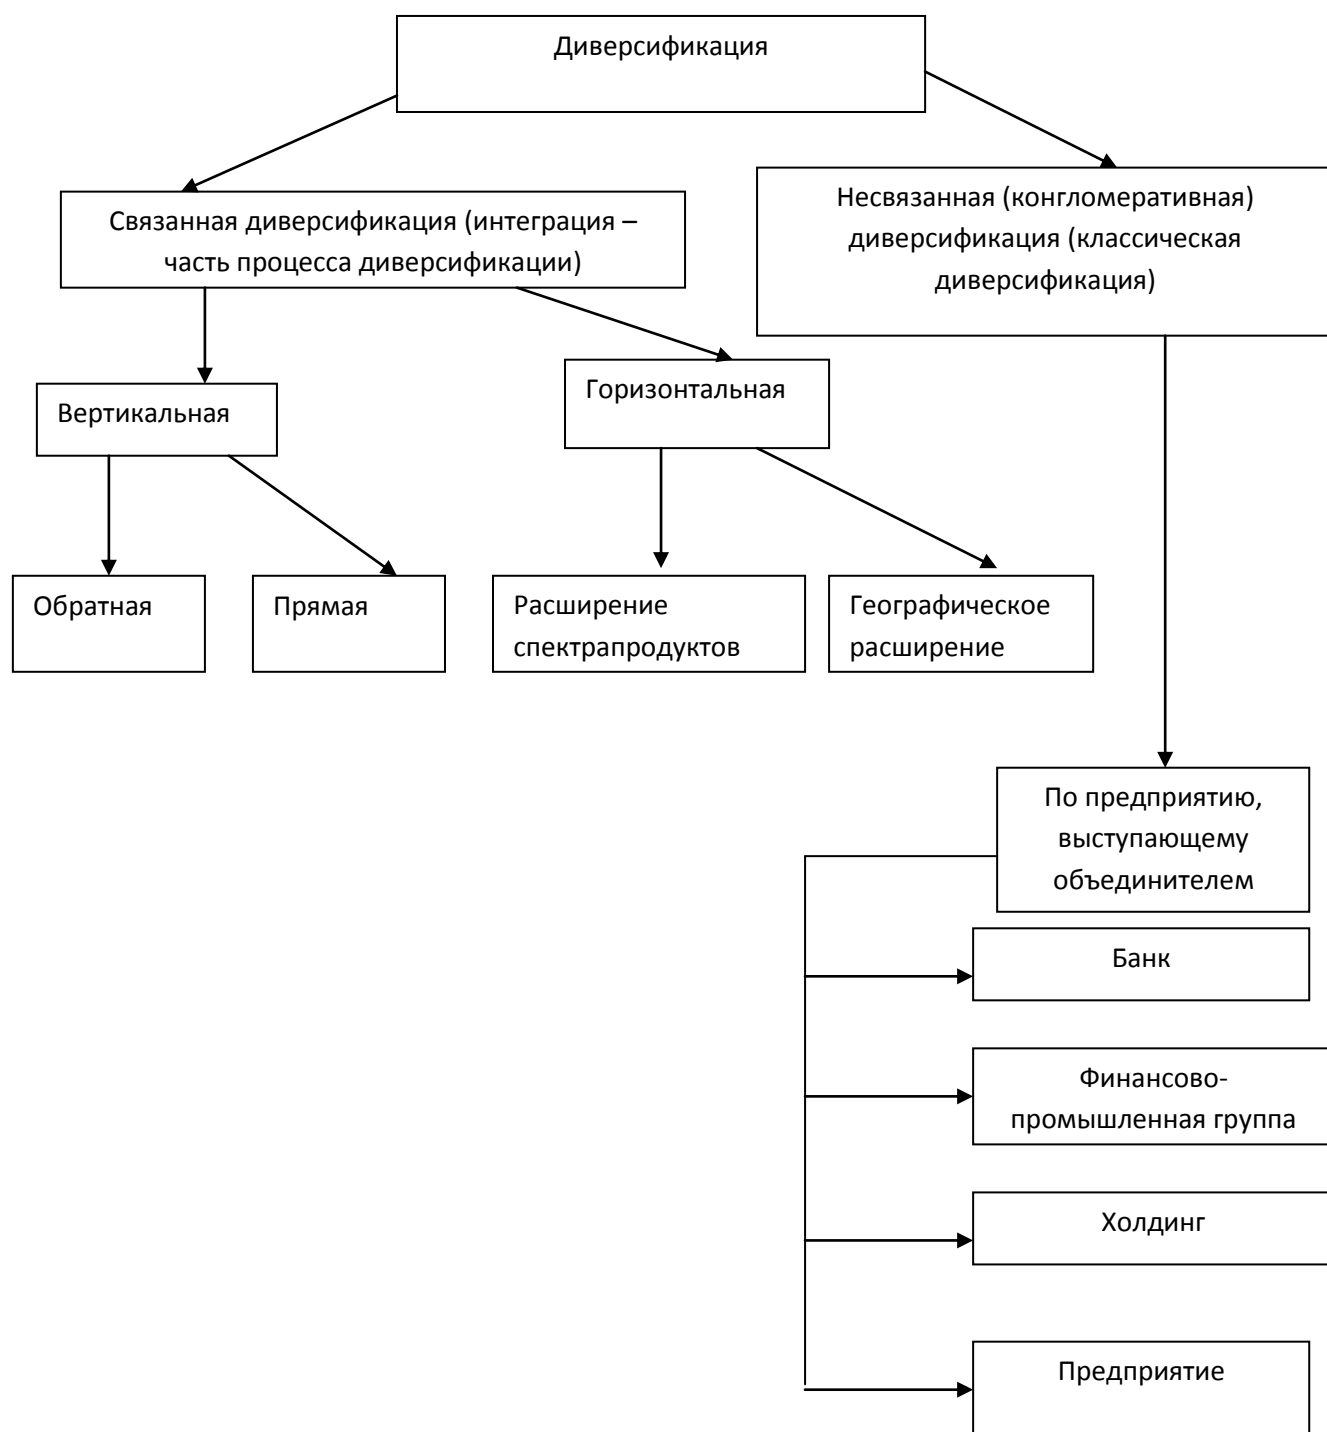 Диверсификация
Связанная диверсификация (интеграция –
часть процесса диверсификации)
Несвязанная (конгломеративная)
диверсификация (классическая
диверсификация)
Вертикальная
Горизонтальная
Обратная
Прямая
Расширение
спектрапродуктов
Географическое
расширение
По предприятию,
выступающему
объединителем
Банк
Финансово-
промышленная группа
Холдинг
Предприятие